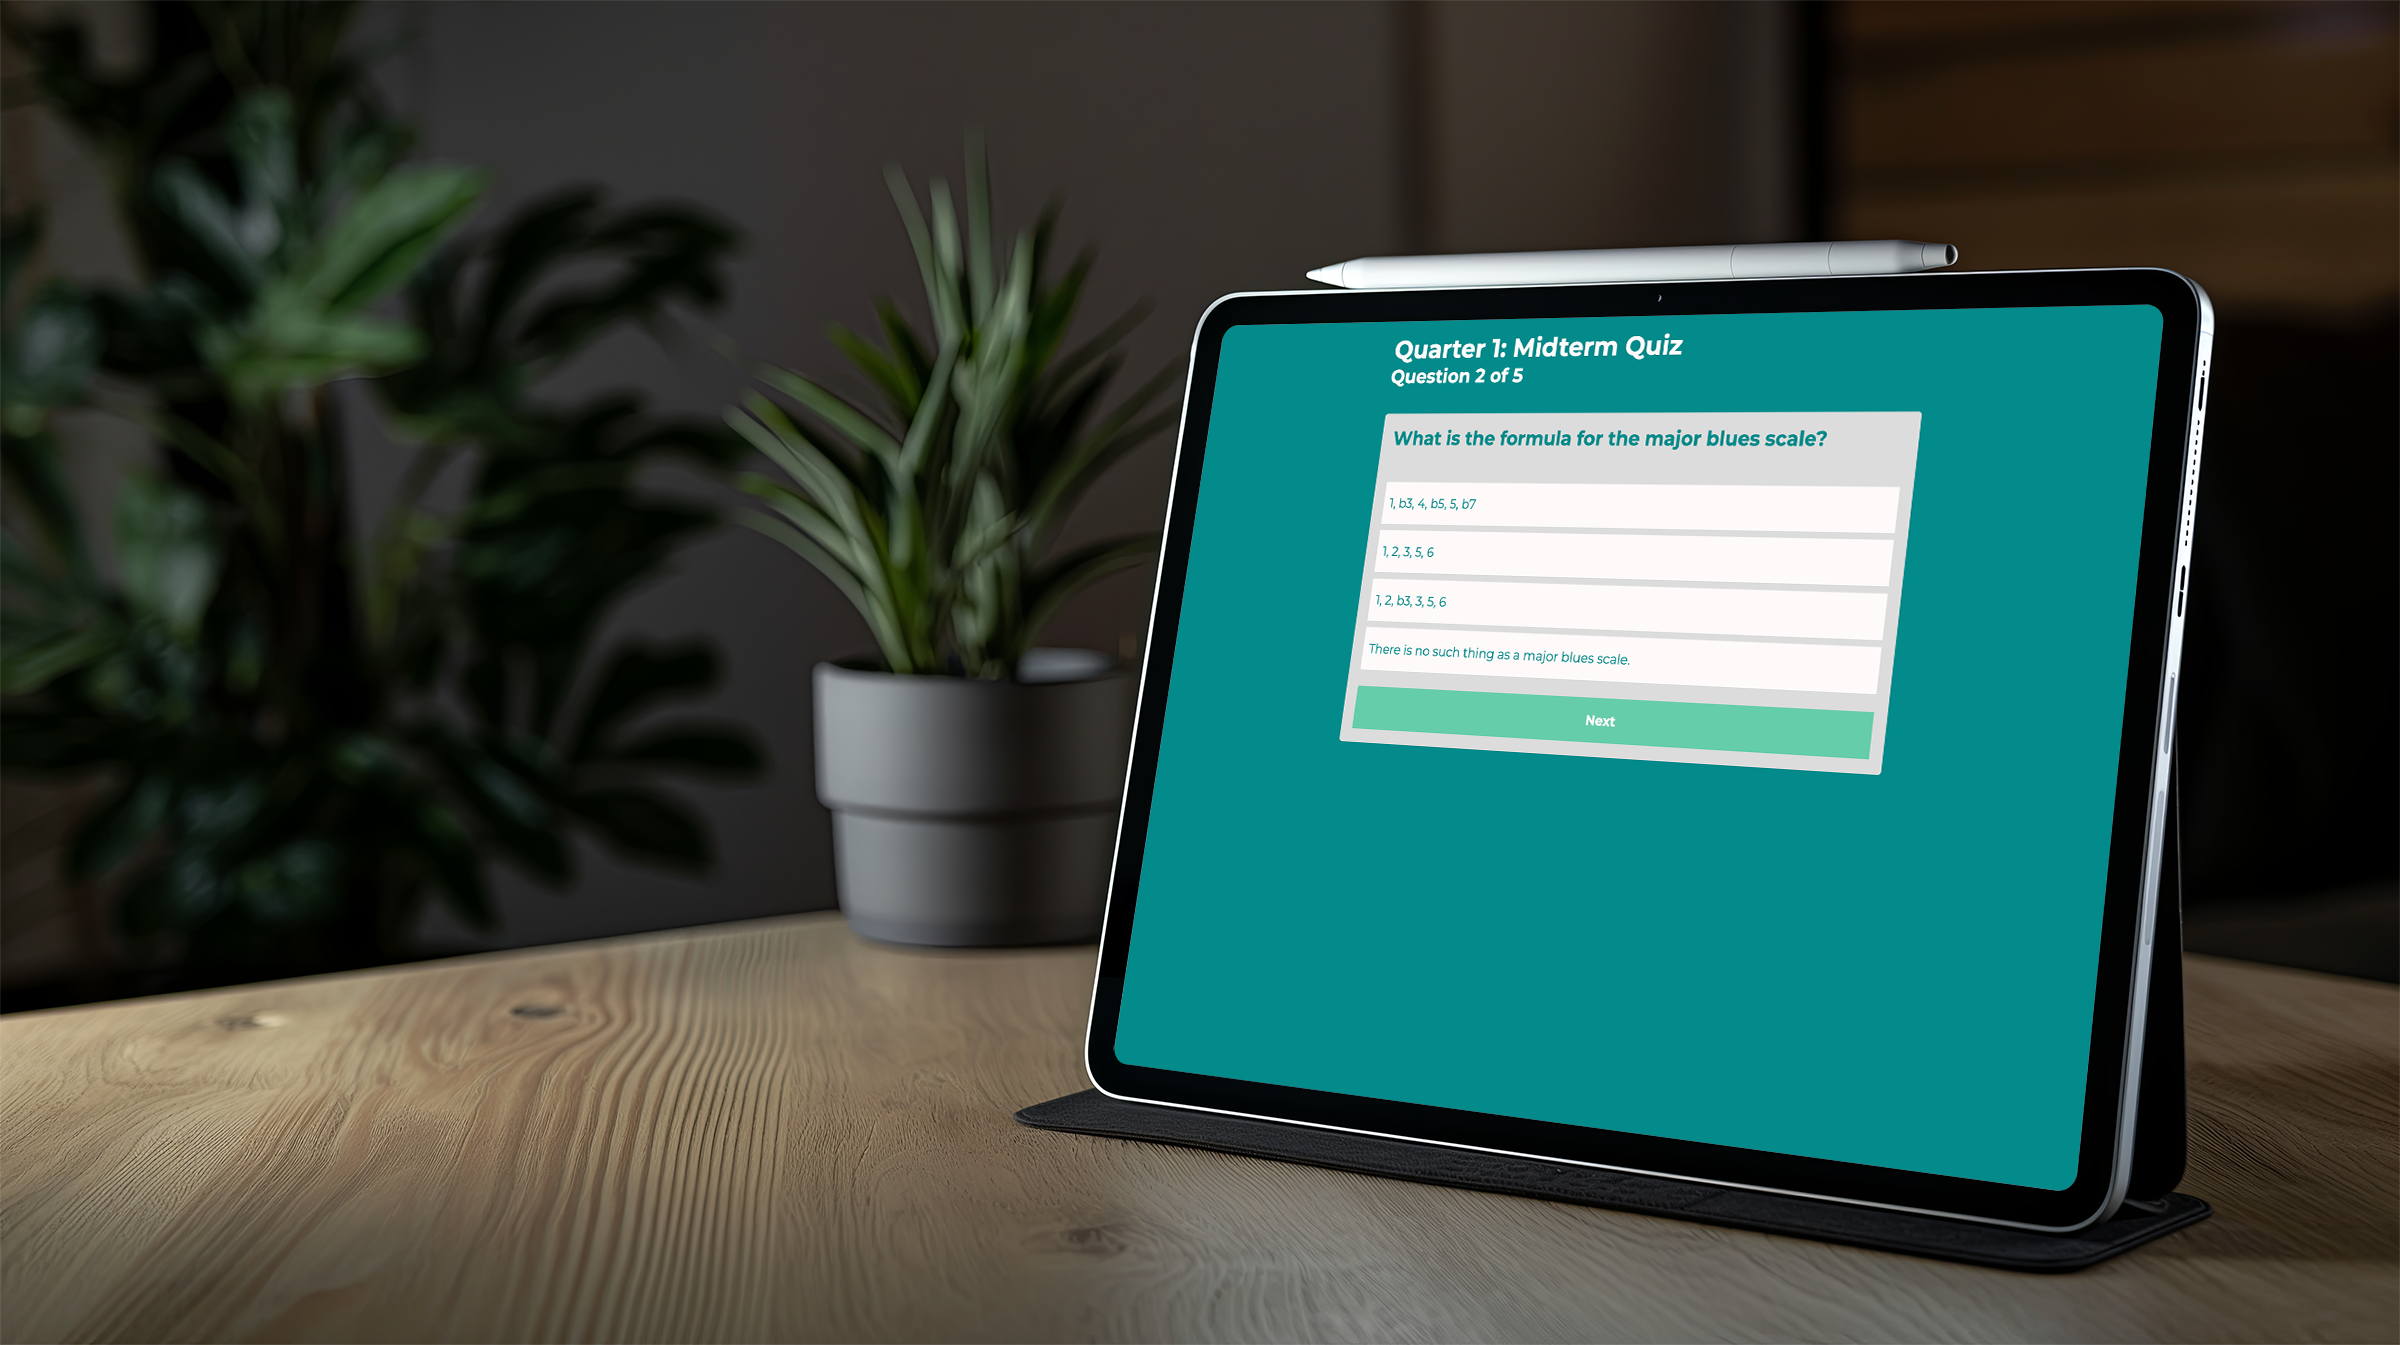 Quarter 1: Midterm Quiz
Question 2 of 5
What is the formula for the major blues scale?
1, b3, 4, b5, 5, b7
1, 2, 3, 5, 6
1, 2, b3, 3, 5, 6
There is no such thing as a major blues scale.
Next